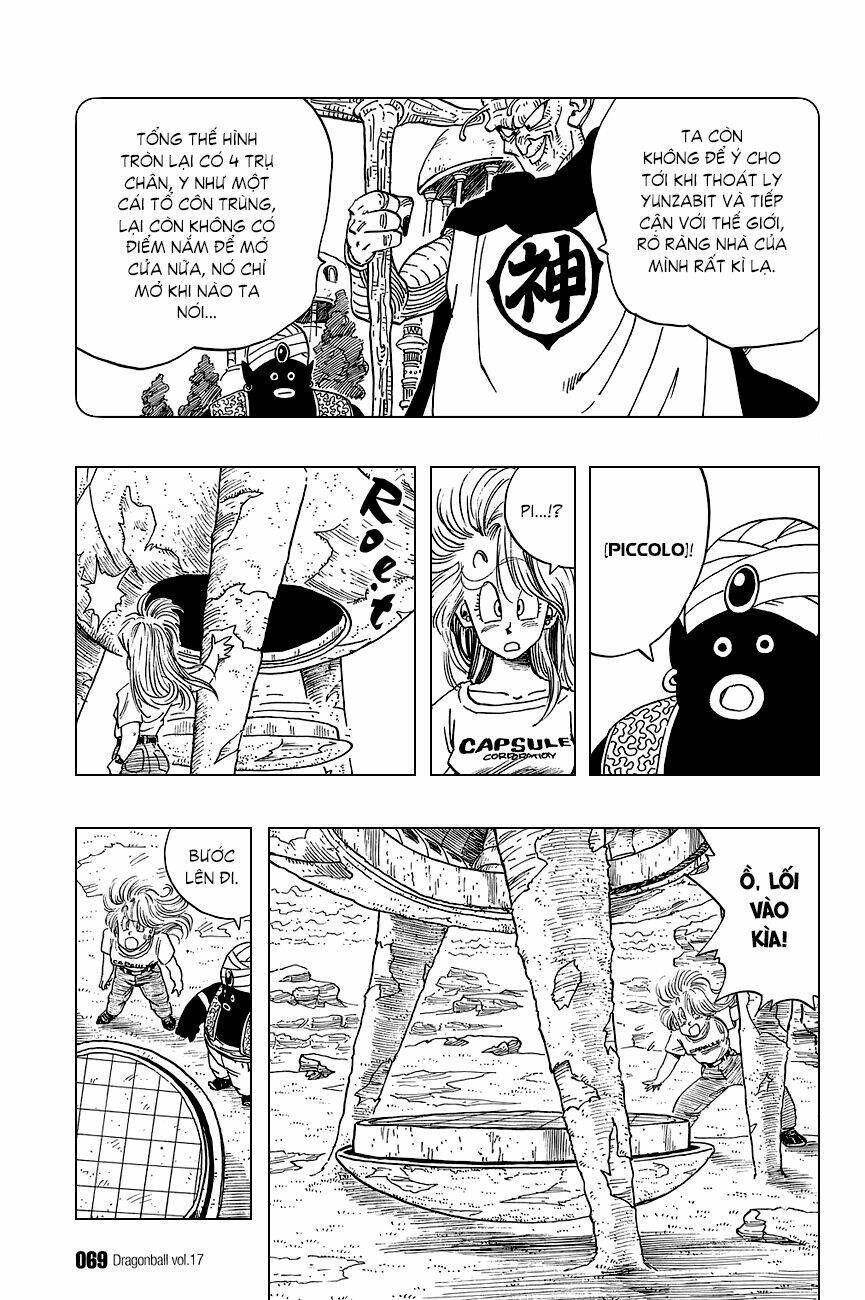 TA CÒN
KHÔNG ĐỂ Ý CHO
TỚI KHI THOÁT LY
YUNZABIT VÀ TIẾP
CẬN VỚI THẾ GIỚI,
RÕ RÀNG NHÀ CỦA
MÌNH RẤT KÌ LẠ.
TỔNG THỂ HÌNH
TRÒN LẠI CÓ 4 TRỤ
CHÂN, Y NHƯ MỘT
CÁI TỔ CÔN TRÙNG,
LẠI CÒN KHÔNG CÓ
ĐIỂM NẮM ĐỂ MỞ
CỬA NỮA, NÓ CHỈ
MỞ KHI NÀO TA
NÓI...
神
[PICCOLO]!
PI...!?
CAPSULE
CORPORATION
Roẹt
Ồ, LỐI
VÀO
KÌA!
CAPSULE
BƯỚC
LÊN ĐI.
CAPSULE
069 Dragonball vol.17